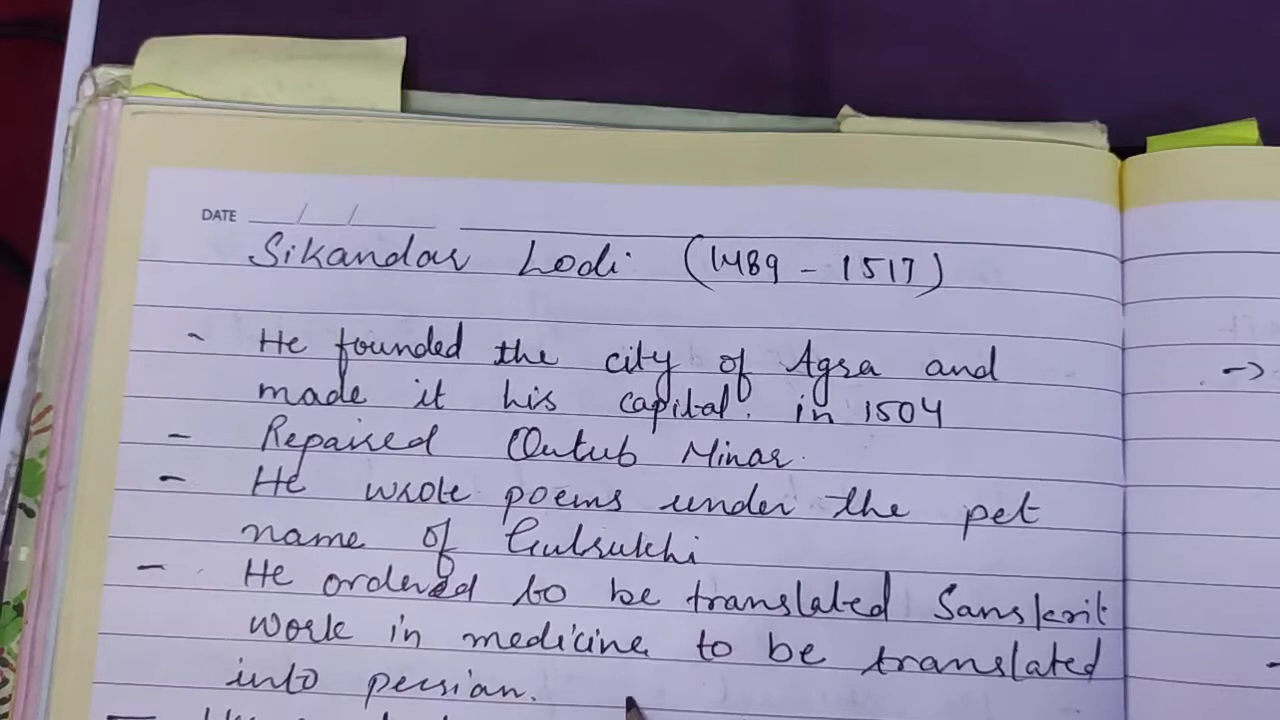 DATE / /
Sikandar Lodi (1489 - 1517)
- He founded the city of Agra and
made it his capital. in 1504
- Repaired Qutub Minar.
- He wrote poems under the pet
name of Gulrukhi
- He ordered to be translated Sanskrit
work in medicine to be translated
into persian.
→